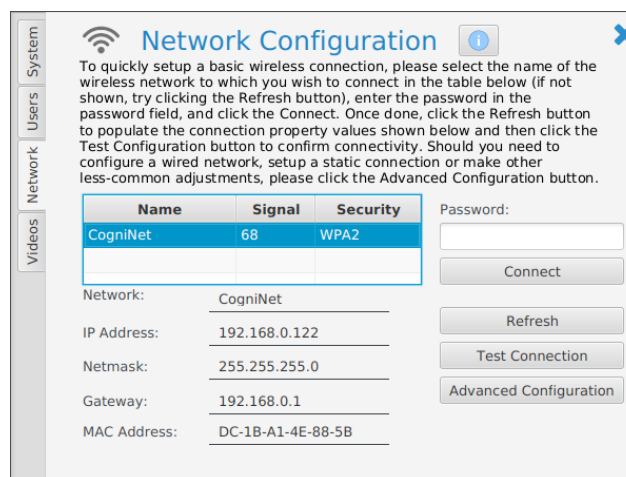 System
Users
Network
Videos
Network Configuration
To quickly setup a basic wireless connection, please select the name of the
wireless network to which you wish to connect in the table below (if not
shown, try clicking the Refresh button), enter the password in the
password field, and click the Connect. Once done, click the Refresh button
to populate the connection property values shown below and then click the
Test Configuration button to confirm connectivity. Should you need to
configure a wired network, setup a static connection or make other
less-common adjustments, please click the Advanced Configuration button.
Name Signal Security
CogniNet 68 WPA2
Password:
Connect
Refresh
Test Connection
Advanced Configuration
Network: CogniNet
IP Address: 192.168.0.122
Netmask: 255.255.255.0
Gateway: 192.168.0.1
MAC Address: DC-1B-A1-4E-88-5B